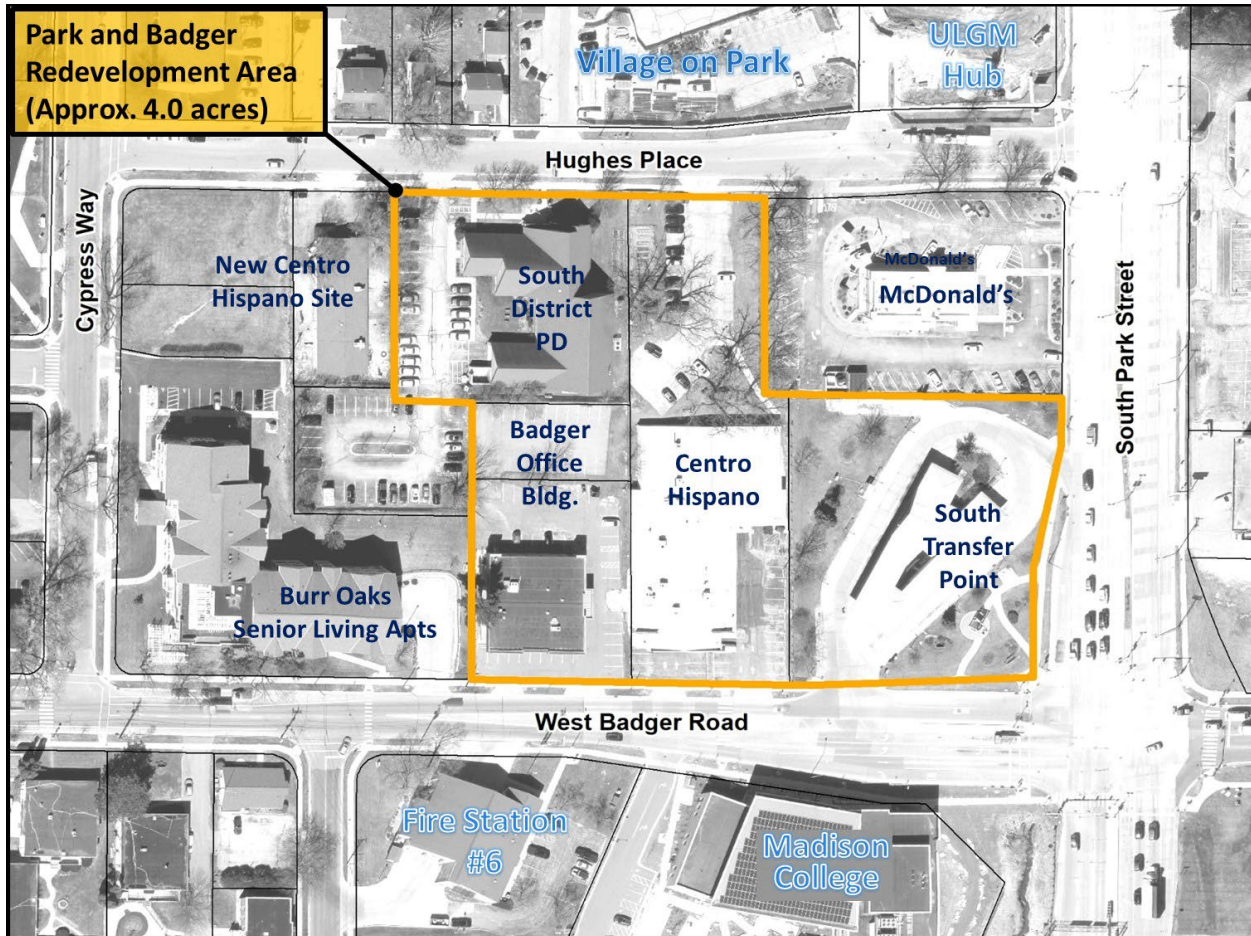 Park and Badger
Redevelopment Area
(Approx. 4.0 acres)
Village on Park
ULGM
Hub
Hughes Place
Cypress Way
New Centro
Hispano Site
South
District
PD
McDonald's
McDonald's
South Park Street
Badger
Office
Bldg.
Centro
Hispano
South
Transfer
Point
Burr Oaks
Senior Living Apts
West Badger Road
Fire Station
#6
Madison
College